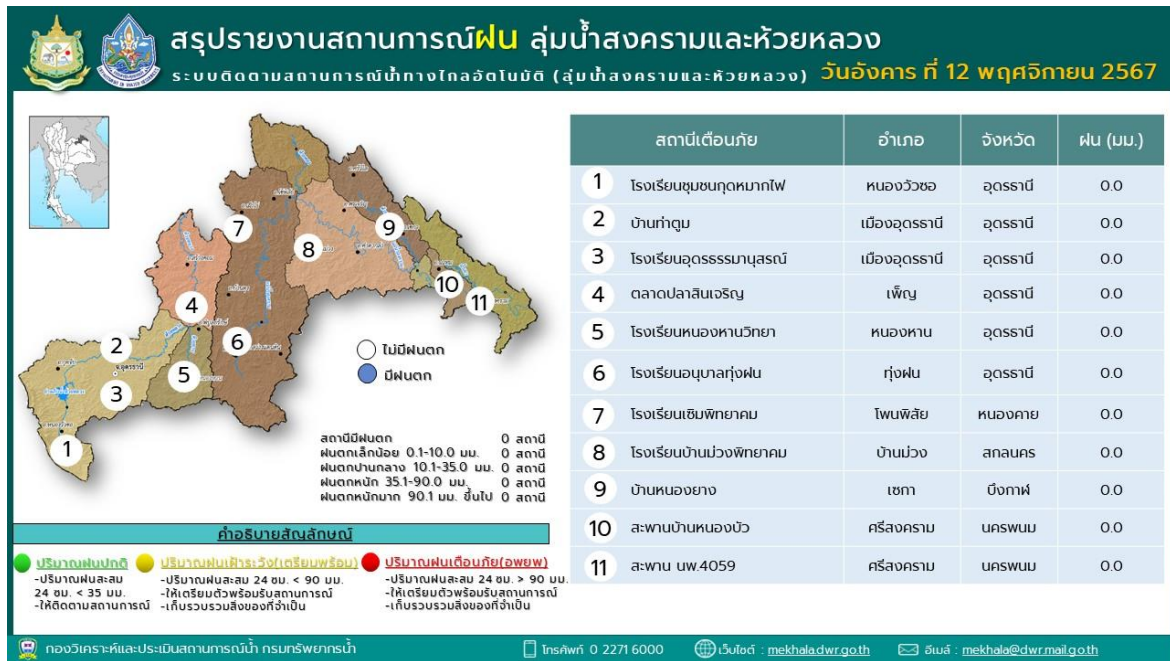 สรุปรายงานสถานการณ์ฝน ลุ่มน้ำสงครามและห้วยหลวง
ระบบติดตามสถานการณ์น้ำทางไกลอัตโนมัติ (ลุ่มน้ำสงครามและห้วยหลวง) วันอังคาร ที่ 12 พฤศจิกายน 2567
สถานีเตือนภัย อำเภอ จังหวัด ฝน (มม.)
1 โรงเรียนชุมชนกุดหมากไฟ หนองวัวซอ อุดรธานี 0.0
2 บ้านท่าตูม เมืองอุดรธานี อุดรธานี 0.0
3 โรงเรียนอุดรธรรมานุสรณ์ เมืองอุดรธานี อุดรธานี 0.0
4 ตลาดปลาสินเจริญ เพ็ญ อุดรธานี 0.0
5 โรงเรียนหนองหานวิทยา หนองหาน อุดรธานี 0.0
6 โรงเรียนอนุบาลทุ่งฝน ทุ่งฝน อุดรธานี 0.0
7 โรงเรียนเซิมพิทยาคม โพนพิสัย หนองคาย 0.0
8 โรงเรียนบ้านม่วงพิทยาคม บ้านม่วง สกลนคร 0.0
9 บ้านหนองยาง เซกา บึงกาฬ 0.0
10 สะพานบ้านหนองบัว ศรีสงคราม นครพนม 0.0
11 สะพาน นพ.4059 ศรีสงคราม นครพนม 0.0
7
9
8
10
11
4
6
2
5
3
1
จ.อุดรธานี
ไม่มีฝนตก
มีฝนตก
สถานีมีฝนตก 0 สถานี
ฝนตกเล็กน้อย 0.1-10.0 มม. 0 สถานี
ฝนตกปานกลาง 10.1-35.0 มม. 0 สถานี
ฝนตกหนัก 35.1-90.0 มม. 0 สถานี
ฝนตกหนักมาก 90.1 มม. ขึ้นไป 0 สถานี
คำอธิบายสัญลักษณ์
ปริมาณฝนปกติ
-ปริมาณฝนสะสม
24 ชม. < 35 มม.
-ให้ติดตามสถานการณ์
ปริมาณฝนเฝ้าระวัง(เตรียมพร้อม)
-ปริมาณฝนสะสม 24 ชม. < 90 มม.
-ให้เตรียมตัวพร้อมรับสถานการณ์
-เก็บรวบรวมสิ่งของที่จำเป็น
ปริมาณฝนเตือนภัย(อพยพ)
-ปริมาณฝนสะสม 24 ชม. > 90 มม.
-ให้เตรียมตัวพร้อมรับสถานการณ์
-เก็บรวบรวมสิ่งของที่จำเป็น
กองวิเคราะห์และประเมินสถานการณ์น้ำ กรมทรัพยากรน้ำ โทรศัพท์ 0 2271 6000 เว็บไซต์ : mekhala.dwr.go.th อีเมล์ : mekhala@dwr.mail.go.th